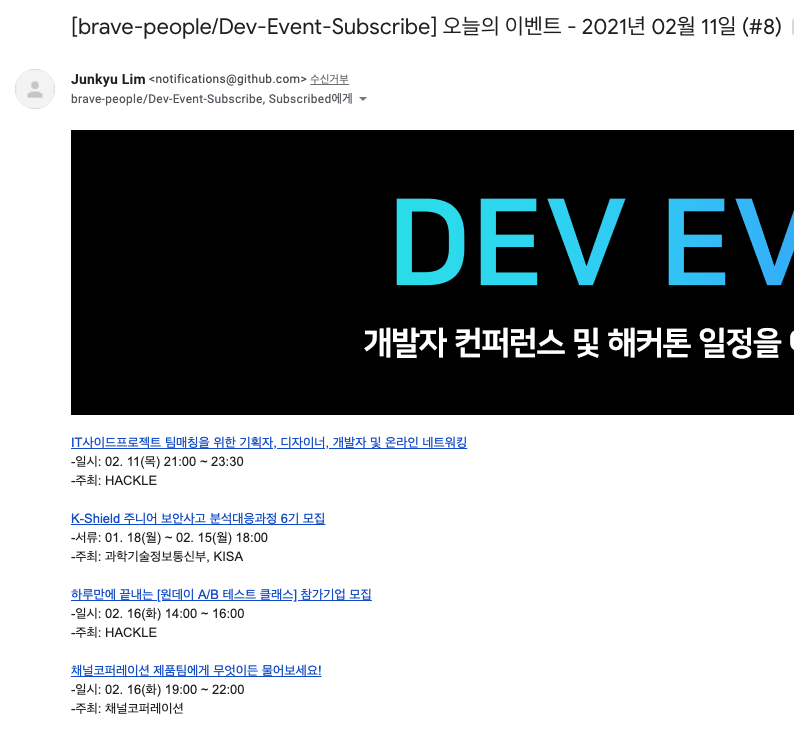 [brave-people/Dev-Event-Subscribe] 오늘의 이벤트 - 2021년 02월 11일 (#8)
Junkyu Lim <notifications@github.com> 수신거부
brave-people/Dev-Event-Subscribe, Subscribed에게
DEV EV
개발자 컨퍼런스 및 해커톤 일정을
IT사이드프로젝트 팀매칭을 위한 기획자, 디자이너, 개발자 및 온라인 네트워킹
-일시: 02. 11(목) 21:00 ~ 23:30
-주최: HACKLE
K-Shield 주니어 보안사고 분석대응과정 6기 모집
-서류: 01. 18(월) ~ 02. 15(월) 18:00
-주최: 과학기술정보통신부, KISA
하루만에 끝내는 [원데이 A/B 테스트 클래스] 참가기업 모집
-일시: 02. 16(화) 14:00 ~ 16:00
-주최: HACKLE
채널코퍼레이션 제품팀에게 무엇이든 물어보세요!
-일시: 02. 16(화) 19:00 ~ 22:00
-주최: 채널코퍼레이션